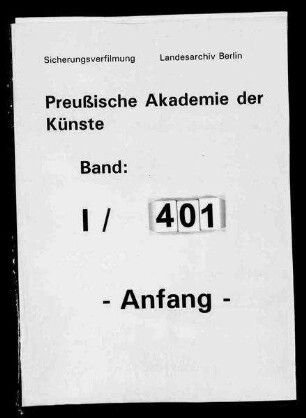 Sicherungsverfilmung Landesarchiv Berlin
Preußische Akademie der
Künste
Band:
I / 401
- Anfang -